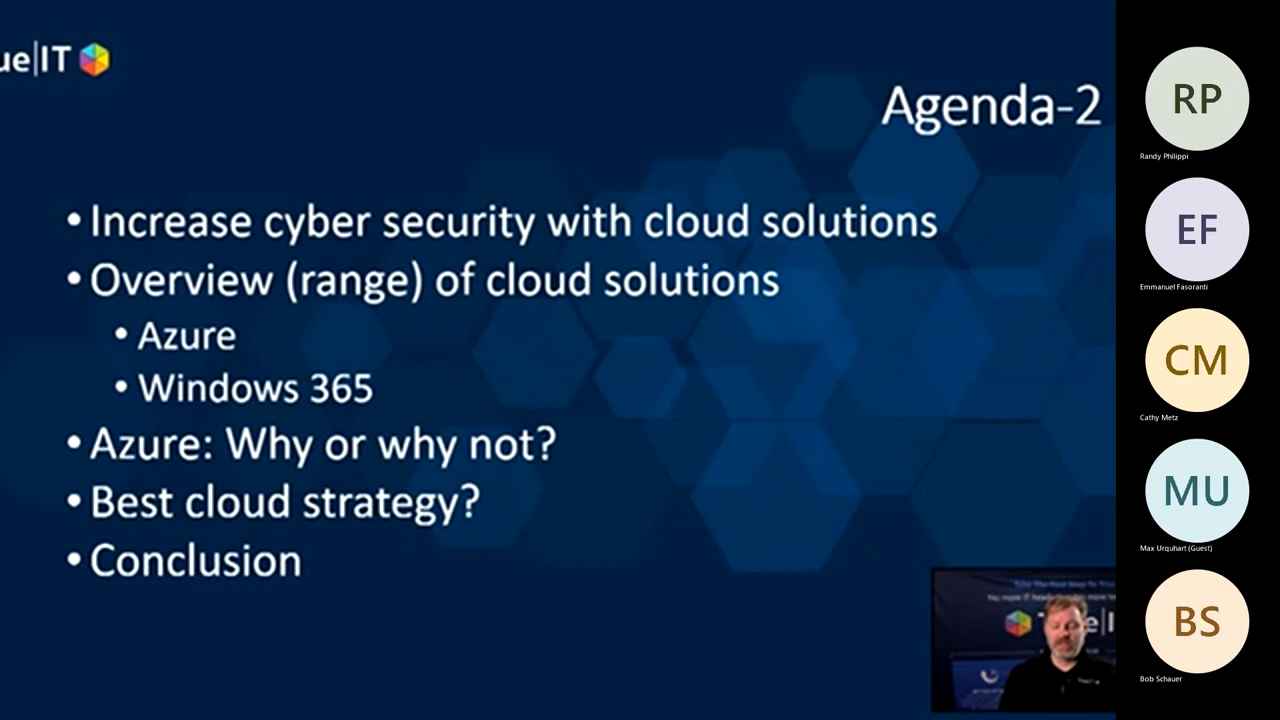 ue|IT
Agenda-2
• Increase cyber security with cloud solutions
• Overview (range) of cloud solutions
• Azure
• Windows 365
• Azure: Why or why not?
• Best cloud strategy?
• Conclusion
RP
Randy Philippi
EF
Emmanuel Fasoranti
CM
Cathy Metz
MU
Max Urquhart (Guest)
BS
Bob Schauer